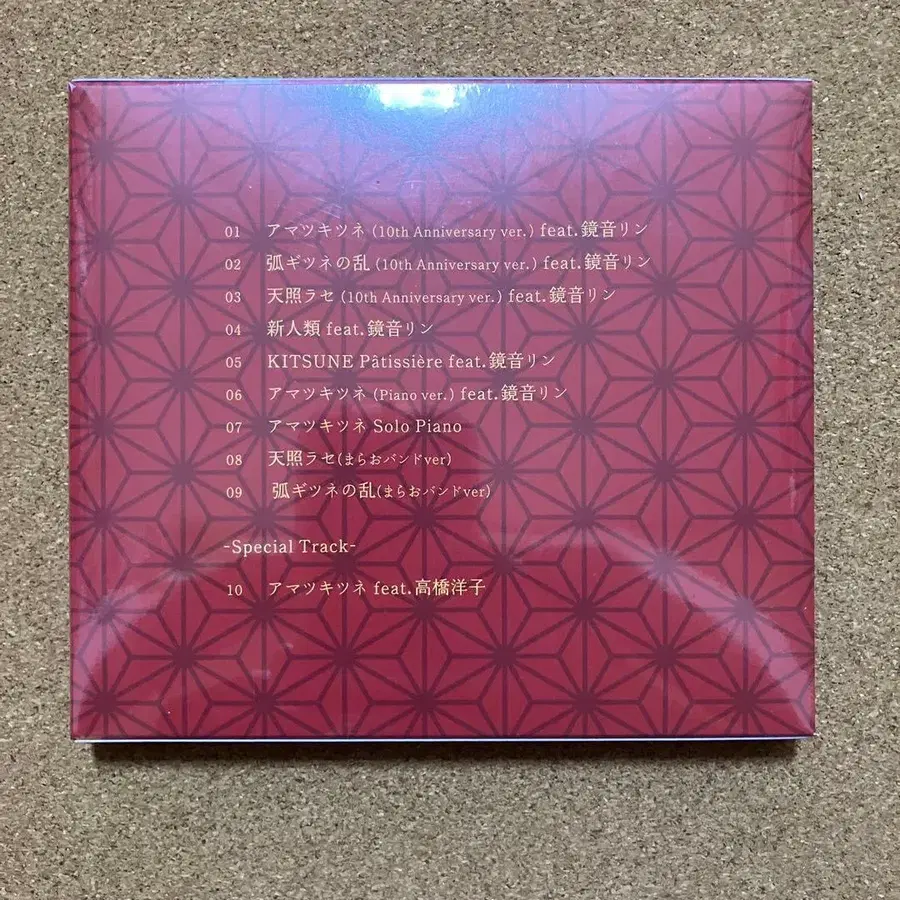 01 アマツキツネ (10th Anniversary ver.) feat.鏡音リン
02 弧ギツネの乱 (10th Anniversary ver.) feat.鏡音リン
03 天照ラセ (10th Anniversary ver.) feat.鏡音リン
04 新人類 feat.鏡音リン
05 KITSUNE Pâtissière feat.鏡音リン
06 アマツキツネ (Piano ver.) feat.鏡音リン
07 アマツキツネ Solo Piano
08 天照ラセ(まらおバンドver)
09 弧ギツネの乱(まらおバンドver)
-Special Track-
10 アマツキツネ feat.高橋洋子